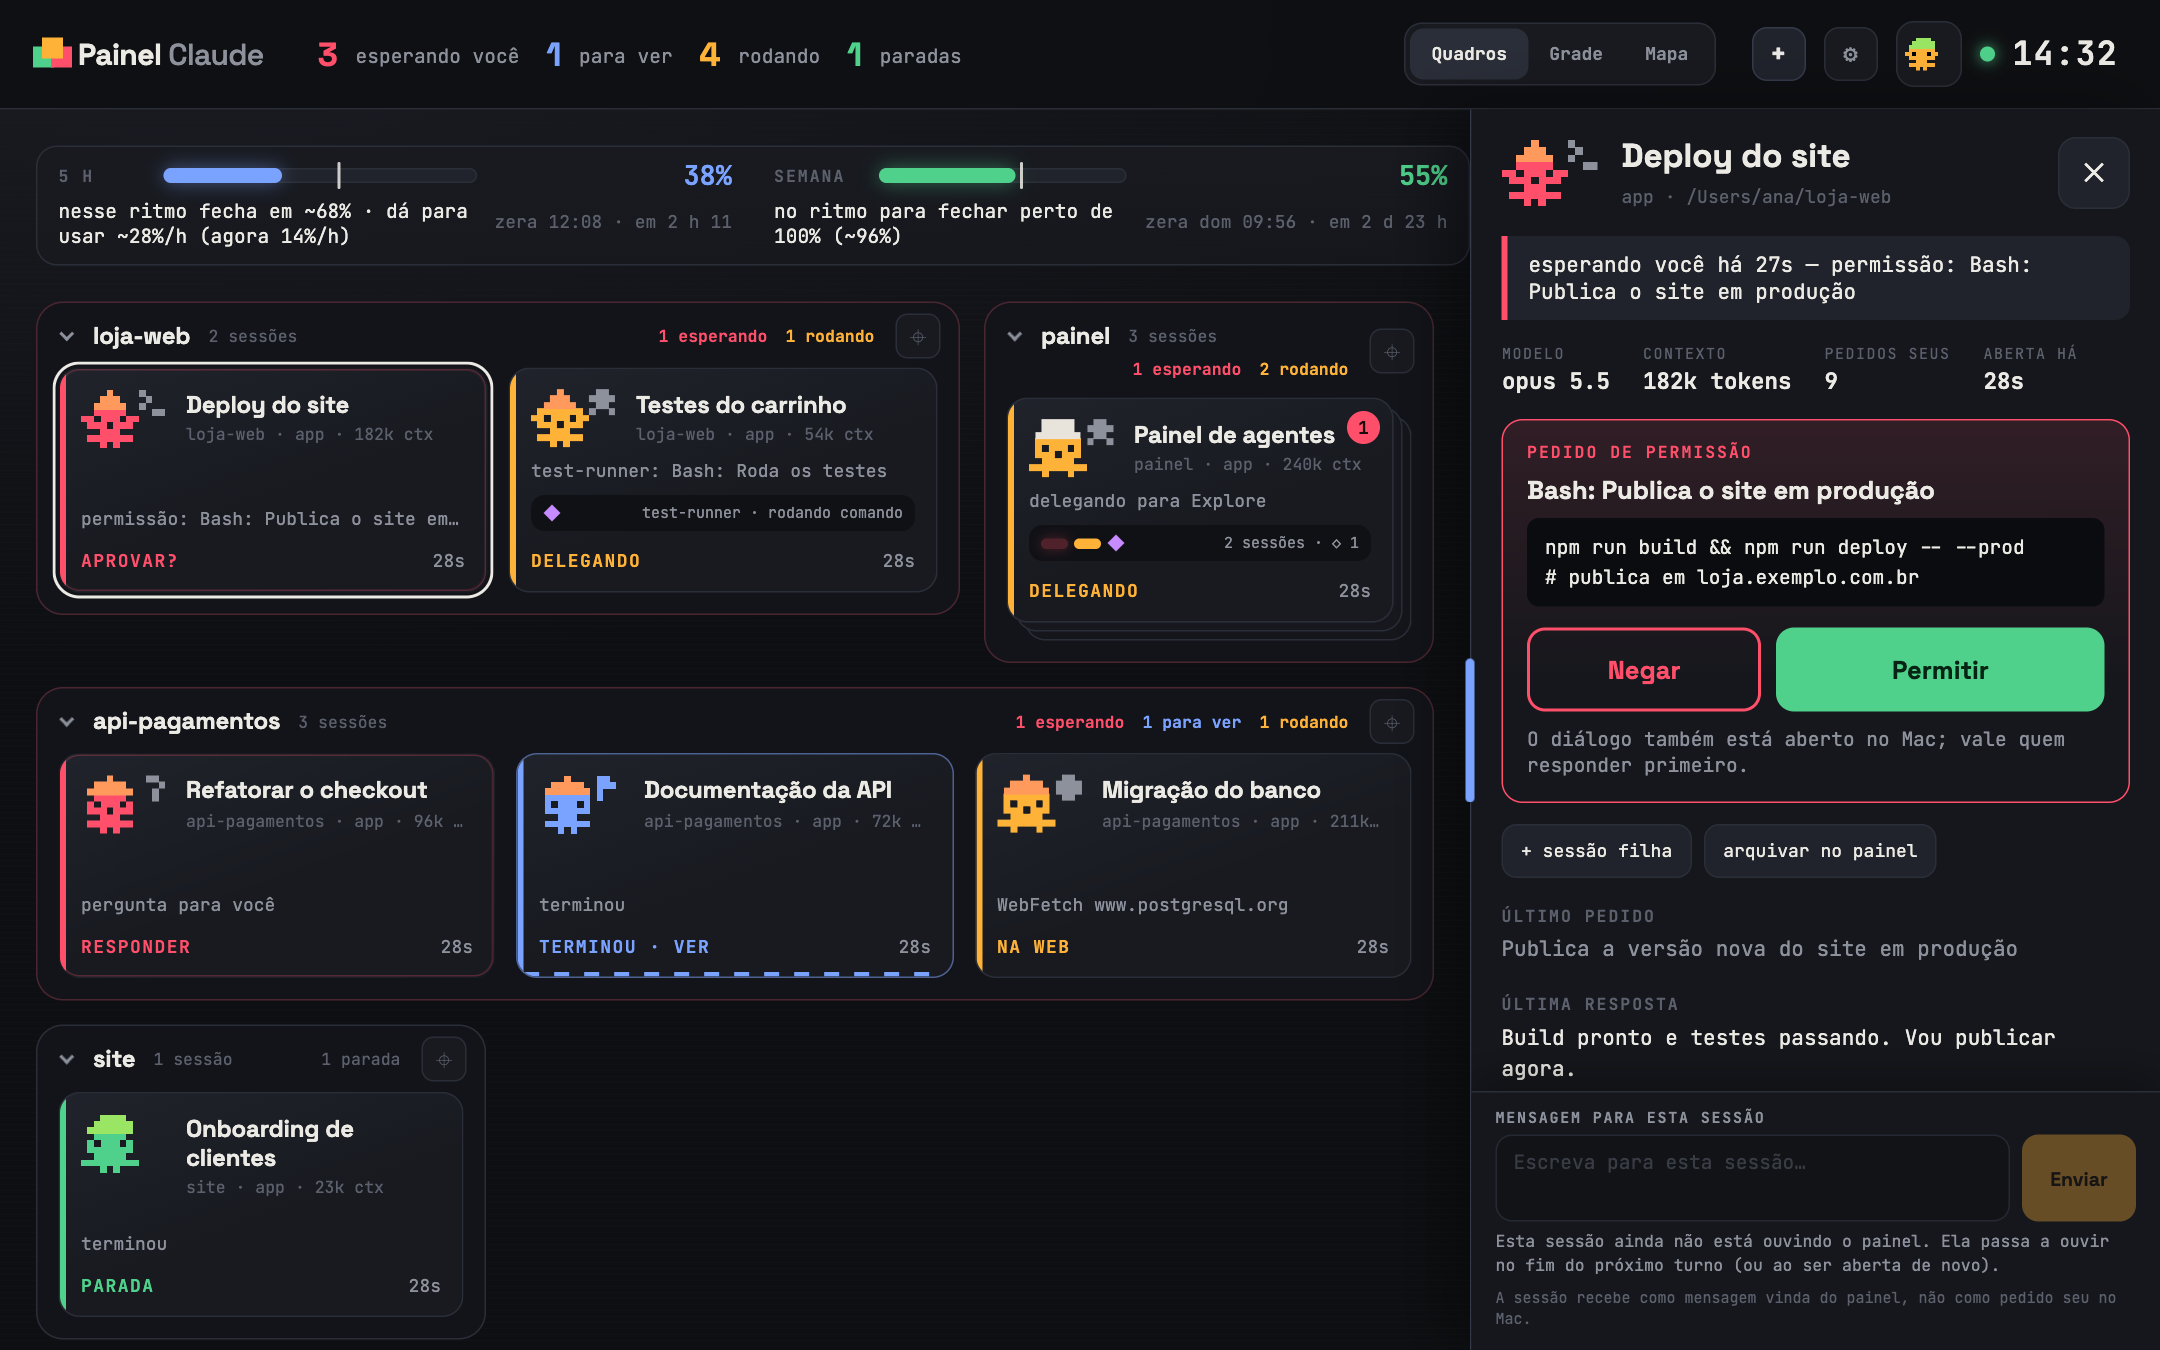 Painel Claude
3 esperando você 1 para ver 4 rodando 1 paradas
Quadros Grade Mapa
+
14:32
5 H
38%
nesse ritmo fecha em ~68% · dá para
usar ~28%/h (agora 14%/h)
zera 12:08 · em 2 h 11
SEMANA
55%
no ritmo para fechar perto de
100% (~96%)
zera dom 09:56 · em 2 d 23 h
loja-web 2 sessões
1 esperando 1 rodando
Deploy do site
loja-web · app · 182k ctx
permissão: Bash: Publica o site em…
APROVAR? 28s
Testes do carrinho
loja-web · app · 54k ctx
test-runner: Bash: Roda os testes
test-runner · rodando comando
DELEGANDO 28s
painel 3 sessões
1 esperando 2 rodando
Painel de agentes 1
painel · app · 240k ctx
delegando para Explore
2 sessões · ◇ 1
DELEGANDO 28s
api-pagamentos 3 sessões
1 esperando 1 para ver 1 rodando
Refatorar o checkout
api-pagamentos · app · 96k …
pergunta para você
RESPONDER 28s
Documentação da API
api-pagamentos · app · 72k …
terminou
TERMINOU · VER 28s
Migração do banco
api-pagamentos · app · 211k…
WebFetch www.postgresql.org
NA WEB 28s
site 1 sessão 1 parada
Onboarding de
clientes
site · app · 23k ctx
terminou
PARADA 28s
Deploy do site
app · /Users/ana/loja-web
esperando você há 27s — permissão: Bash:
Publica o site em produção
MODELO CONTEXTO PEDIDOS SEUS ABERTA HÁ
opus 5.5 182k tokens 9 28s
PEDIDO DE PERMISSÃO
Bash: Publica o site em produção
npm run build && npm run deploy -- --prod
# publica em loja.exemplo.com.br
Negar Permitir
O diálogo também está aberto no Mac; vale quem
responder primeiro.
+ sessão filha arquivar no painel
ÚLTIMO PEDIDO
Publica a versão nova do site em produção
ÚLTIMA RESPOSTA
Build pronto e testes passando. Vou publicar
agora.
MENSAGEM PARA ESTA SESSÃO
Escreva para esta sessão…
Enviar
Esta sessão ainda não está ouvindo o painel. Ela passa a ouvir
no fim do próximo turno (ou ao ser aberta de novo).
A sessão recebe como mensagem vinda do painel, não como pedido seu no
Mac.